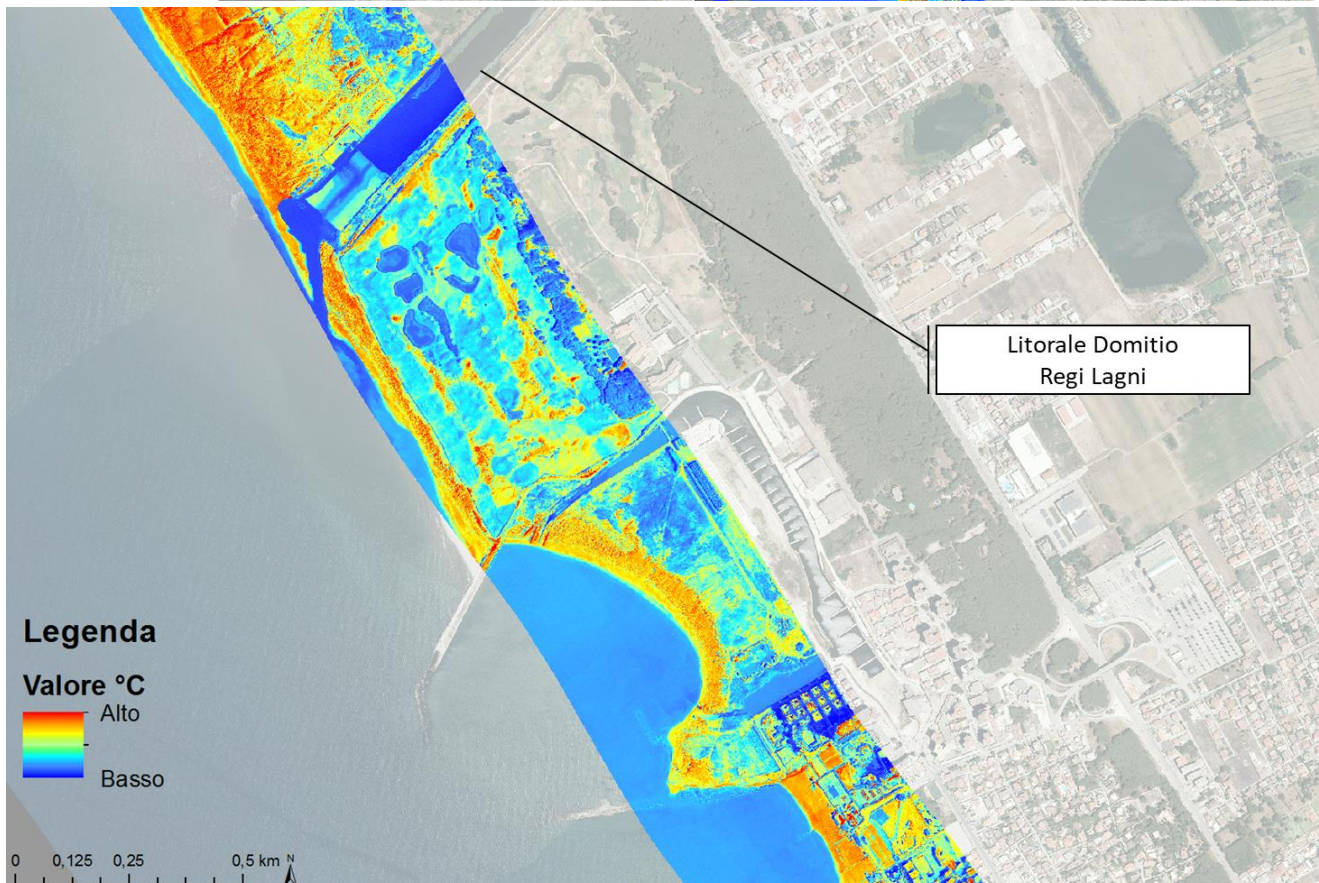 Litorale Domitio
Regi Lagni
Legenda
Valore °C
Alto
Basso
0 0,125 0,25 0,5 km N